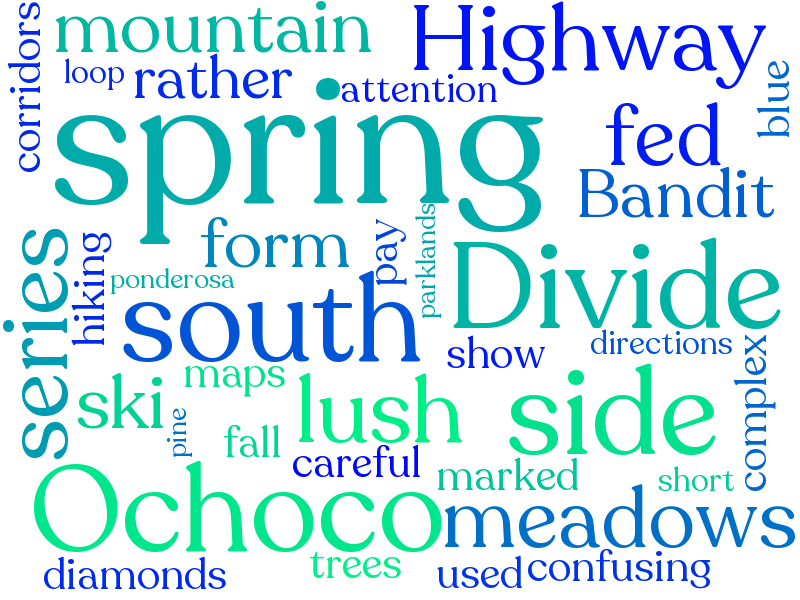 corridors
mountain
Highway
loop
rather
attention
blue
spring
fed
Bandit
series
hiking
form
pay
parklands
Divide
ponderosa
south
show
directions
complex
ski
maps
lush
side
pine
fall
careful
marked
short
Ochoco
meadows
diamonds
trees
used
confusing